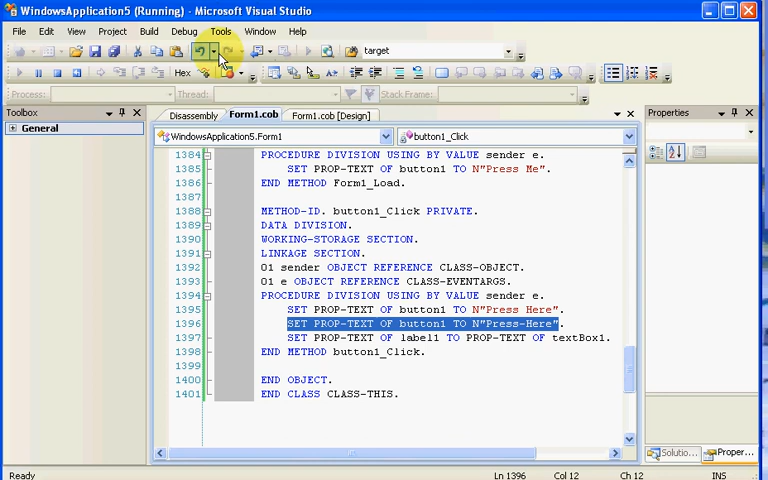 WindowsApplication5 (Running) - Microsoft Visual Studio
File Edit View Project Build Debug Tools Window Help
target
Hex
Process: Thread: Stack Frame:
Toolbox
General
Disassembly Form1.cob Form1.cob [Design]
WindowsApplication5.Form1 button1_Click
1384 PROCEDURE DIVISION USING BY VALUE sender e.
1385 SET PROP-TEXT OF button1 TO N"Press Me".
1386 END METHOD Form1_Load.
1387
1388 METHOD-ID. button1_Click PRIVATE.
1389 DATA DIVISION.
1390 WORKING-STORAGE SECTION.
1391 LINKAGE SECTION.
1392 01 sender OBJECT REFERENCE CLASS-OBJECT.
1393 01 e OBJECT REFERENCE CLASS-EVENTARGS.
1394 PROCEDURE DIVISION USING BY VALUE sender e.
1395 SET PROP-TEXT OF button1 TO N"Press Here".
1396 SET PROP-TEXT OF button1 TO N"Press-Here".
1397 SET PROP-TEXT OF label1 TO PROP-TEXT OF textBox1.
1398 END METHOD button1_Click.
1399
1400 END OBJECT.
1401 END CLASS CLASS-THIS.
Properties
Solutio... Proper...
Ready Ln 1396 Col 12 Ch 12 INS